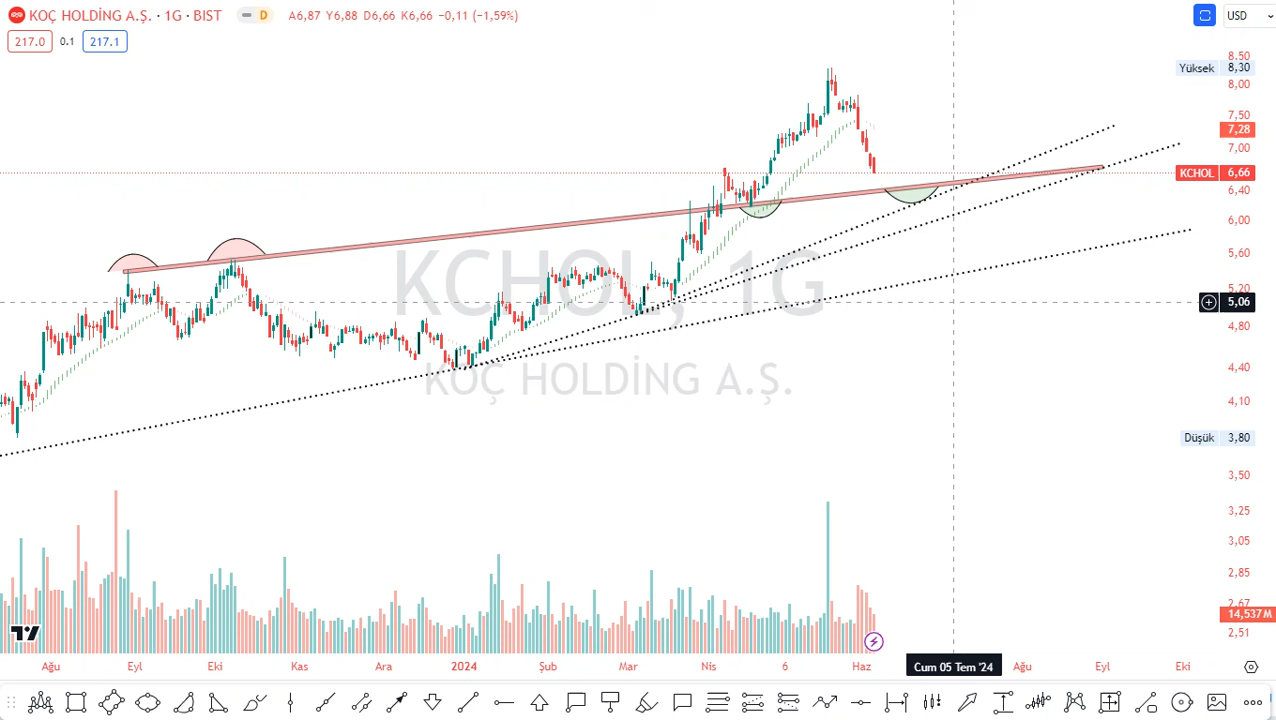 KOÇ HOLDİNG A.Ş. · 1G · BIST D A6,87 Y6,88 D6,66 K6,66 −0,11 (−1,59%) USD
217.0 0.1 217.1
8.50
Yüksek 8,30
8,00
7,50
7,28
7,00
KCHOL 6,66
6,40
6,00
5,60
KCHOL, 1G
5,20
5,06
4,80
4,40
KOÇ HOLDİNG A.Ş.
4,10
Düşük 3,80
3,50
3,25
3,05
2,85
2,67
14,537M
2,51
Ağu Eyl Eki Kas Ara 2024 Şub Mar Nis 6 Haz Cum 05 Tem '24 Ağu Eyl Eki